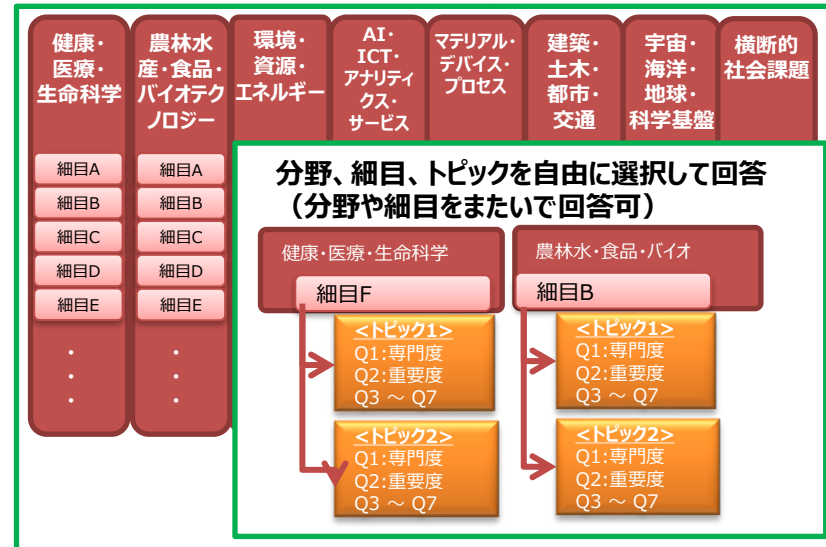 健康・
医療・
生命科学
農林水
産・食品・
バイオテク
ノロジー
環境・
資源・
エネルギー
AI・
ICT・
アナリティ
クス・
サービス
マテリアル・
デバイス・
プロセス
建築・
土木・
都市・
交通
宇宙・
海洋・
地球・
科学基盤
横断的
社会課題
細目A
細目B
細目C
細目D
細目E
・
・
・
細目A
細目B
細目C
細目D
細目E
・
・
・
分野、細目、トピックを自由に選択して回答
（分野や細目をまたいで回答可）
健康・医療・生命科学
細目F
<トピック1>
Q1:専門度
Q2:重要度
Q3 ～ Q7
<トピック2>
Q1:専門度
Q2:重要度
Q3 ～ Q7
農林水・食品・バイオ
細目B
<トピック1>
Q1:専門度
Q2:重要度
Q3 ～ Q7
<トピック2>
Q1:専門度
Q2:重要度
Q3 ～ Q7